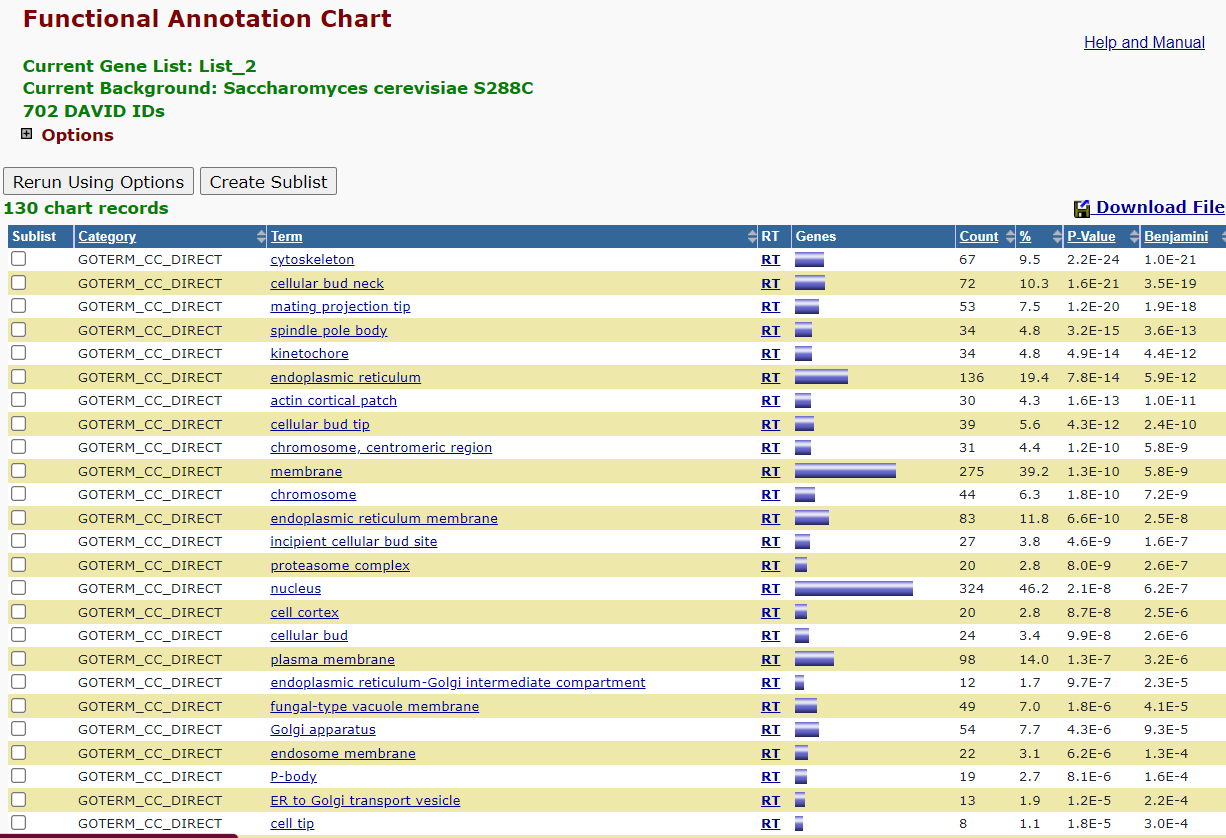 Functional Annotation Chart
Help and Manual
Current Gene List: List_2
Current Background: Saccharomyces cerevisiae S288C
702 DAVID IDs
Options
Rerun Using Options Create Sublist
130 chart records
Download File
Sublist Category Term RT Genes Count % P-Value Benjamini
GOTERM_CC_DIRECT cytoskeleton RT 67 9.5 2.2E-24 1.0E-21
GOTERM_CC_DIRECT cellular bud neck RT 72 10.3 1.6E-21 3.5E-19
GOTERM_CC_DIRECT mating projection tip RT 53 7.5 1.2E-20 1.9E-18
GOTERM_CC_DIRECT spindle pole body RT 34 4.8 3.2E-15 3.6E-13
GOTERM_CC_DIRECT kinetochore RT 34 4.8 4.9E-14 4.4E-12
GOTERM_CC_DIRECT endoplasmic reticulum RT 136 19.4 7.8E-14 5.9E-12
GOTERM_CC_DIRECT actin cortical patch RT 30 4.3 1.6E-13 1.0E-11
GOTERM_CC_DIRECT cellular bud tip RT 39 5.6 4.3E-12 2.4E-10
GOTERM_CC_DIRECT chromosome, centromeric region RT 31 4.4 1.2E-10 5.8E-9
GOTERM_CC_DIRECT membrane RT 275 39.2 1.3E-10 5.8E-9
GOTERM_CC_DIRECT chromosome RT 44 6.3 1.8E-10 7.2E-9
GOTERM_CC_DIRECT endoplasmic reticulum membrane RT 83 11.8 6.6E-10 2.5E-8
GOTERM_CC_DIRECT incipient cellular bud site RT 27 3.8 4.6E-9 1.6E-7
GOTERM_CC_DIRECT proteasome complex RT 20 2.8 8.0E-9 2.6E-7
GOTERM_CC_DIRECT nucleus RT 324 46.2 2.1E-8 6.2E-7
GOTERM_CC_DIRECT cell cortex RT 20 2.8 8.7E-8 2.5E-6
GOTERM_CC_DIRECT cellular bud RT 24 3.4 9.9E-8 2.6E-6
GOTERM_CC_DIRECT plasma membrane RT 98 14.0 1.3E-7 3.2E-6
GOTERM_CC_DIRECT endoplasmic reticulum-Golgi intermediate compartment RT 12 1.7 9.7E-7 2.3E-5
GOTERM_CC_DIRECT fungal-type vacuole membrane RT 49 7.0 1.8E-6 4.1E-5
GOTERM_CC_DIRECT Golgi apparatus RT 54 7.7 4.3E-6 9.3E-5
GOTERM_CC_DIRECT endosome membrane RT 22 3.1 6.2E-6 1.3E-4
GOTERM_CC_DIRECT P-body RT 19 2.7 8.1E-6 1.6E-4
GOTERM_CC_DIRECT ER to Golgi transport vesicle RT 13 1.9 1.2E-5 2.2E-4
GOTERM_CC_DIRECT cell tip RT 8 1.1 1.8E-5 3.0E-4